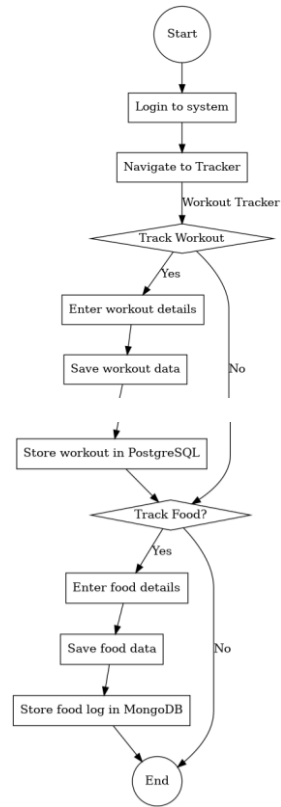 Start
Login to system
Navigate to Tracker
Workout Tracker
Track Workout
Yes
Enter workout details
Save workout data
No
Store workout in PostgreSQL
Track Food?
Yes
Enter food details
Save food data
No
Store food log in MongoDB
End